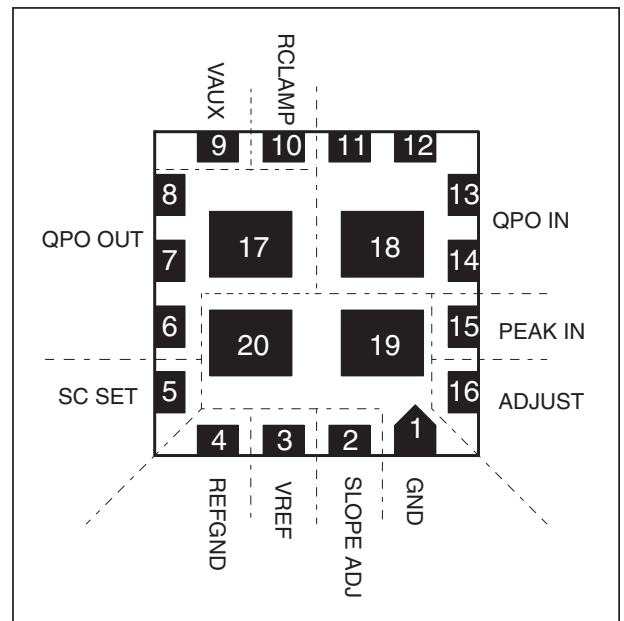 VAUX
RCLAMP
9
10
11
12
8
13
QPO OUT
17
18
QPO IN
7
14
6
20
19
15
PEAK IN
SC SET
5
16
ADJUST
4
3
2
1
REFGND
VREF
SLOPE ADJ
GND